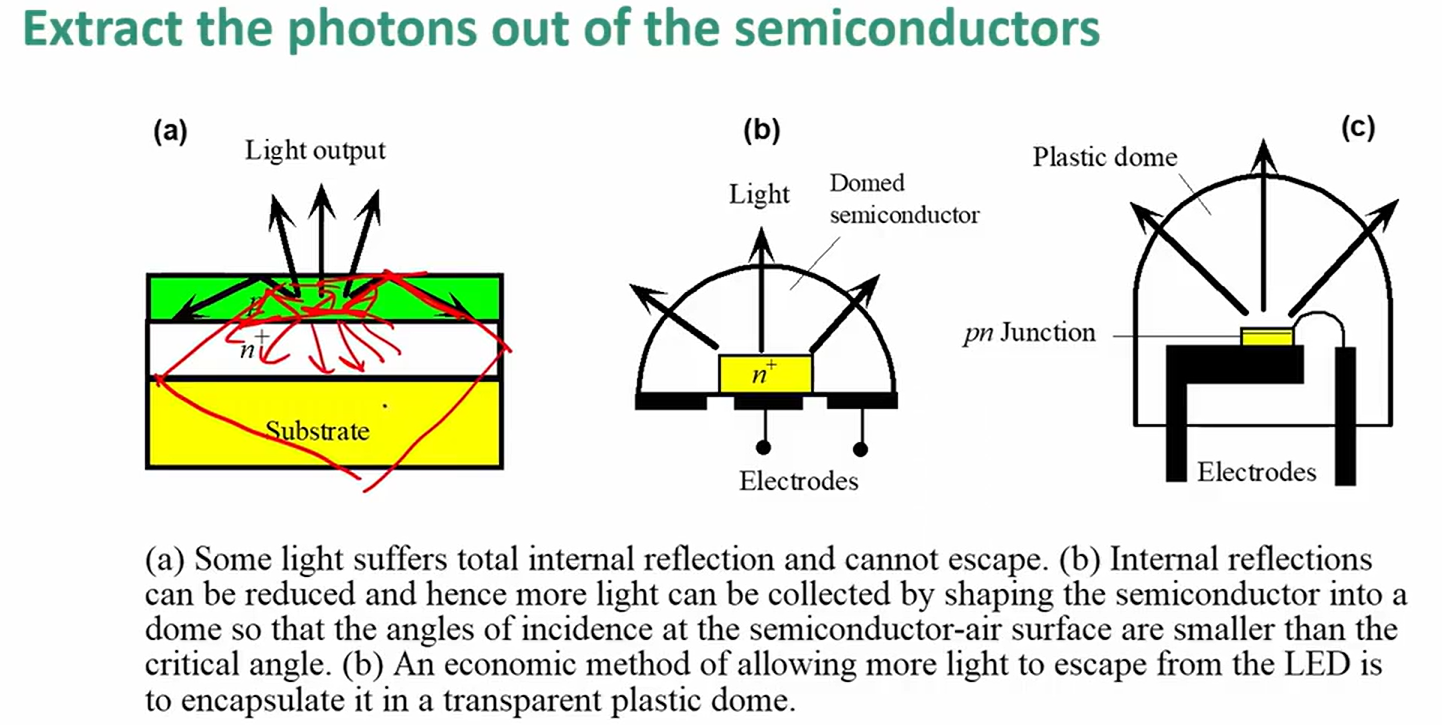 Extract the photons out of the semiconductors
(a)
Light output
n+
Substrate
(b)
Light
Domed
semiconductor
n+
Electrodes
(c)
Plastic dome
pn Junction
Electrodes
(a) Some light suffers total internal reflection and cannot escape. (b) Internal reflections
can be reduced and hence more light can be collected by shaping the semiconductor into a
dome so that the angles of incidence at the semiconductor-air surface are smaller than the
critical angle. (b) An economic method of allowing more light to escape from the LED is
to encapsulate it in a transparent plastic dome.